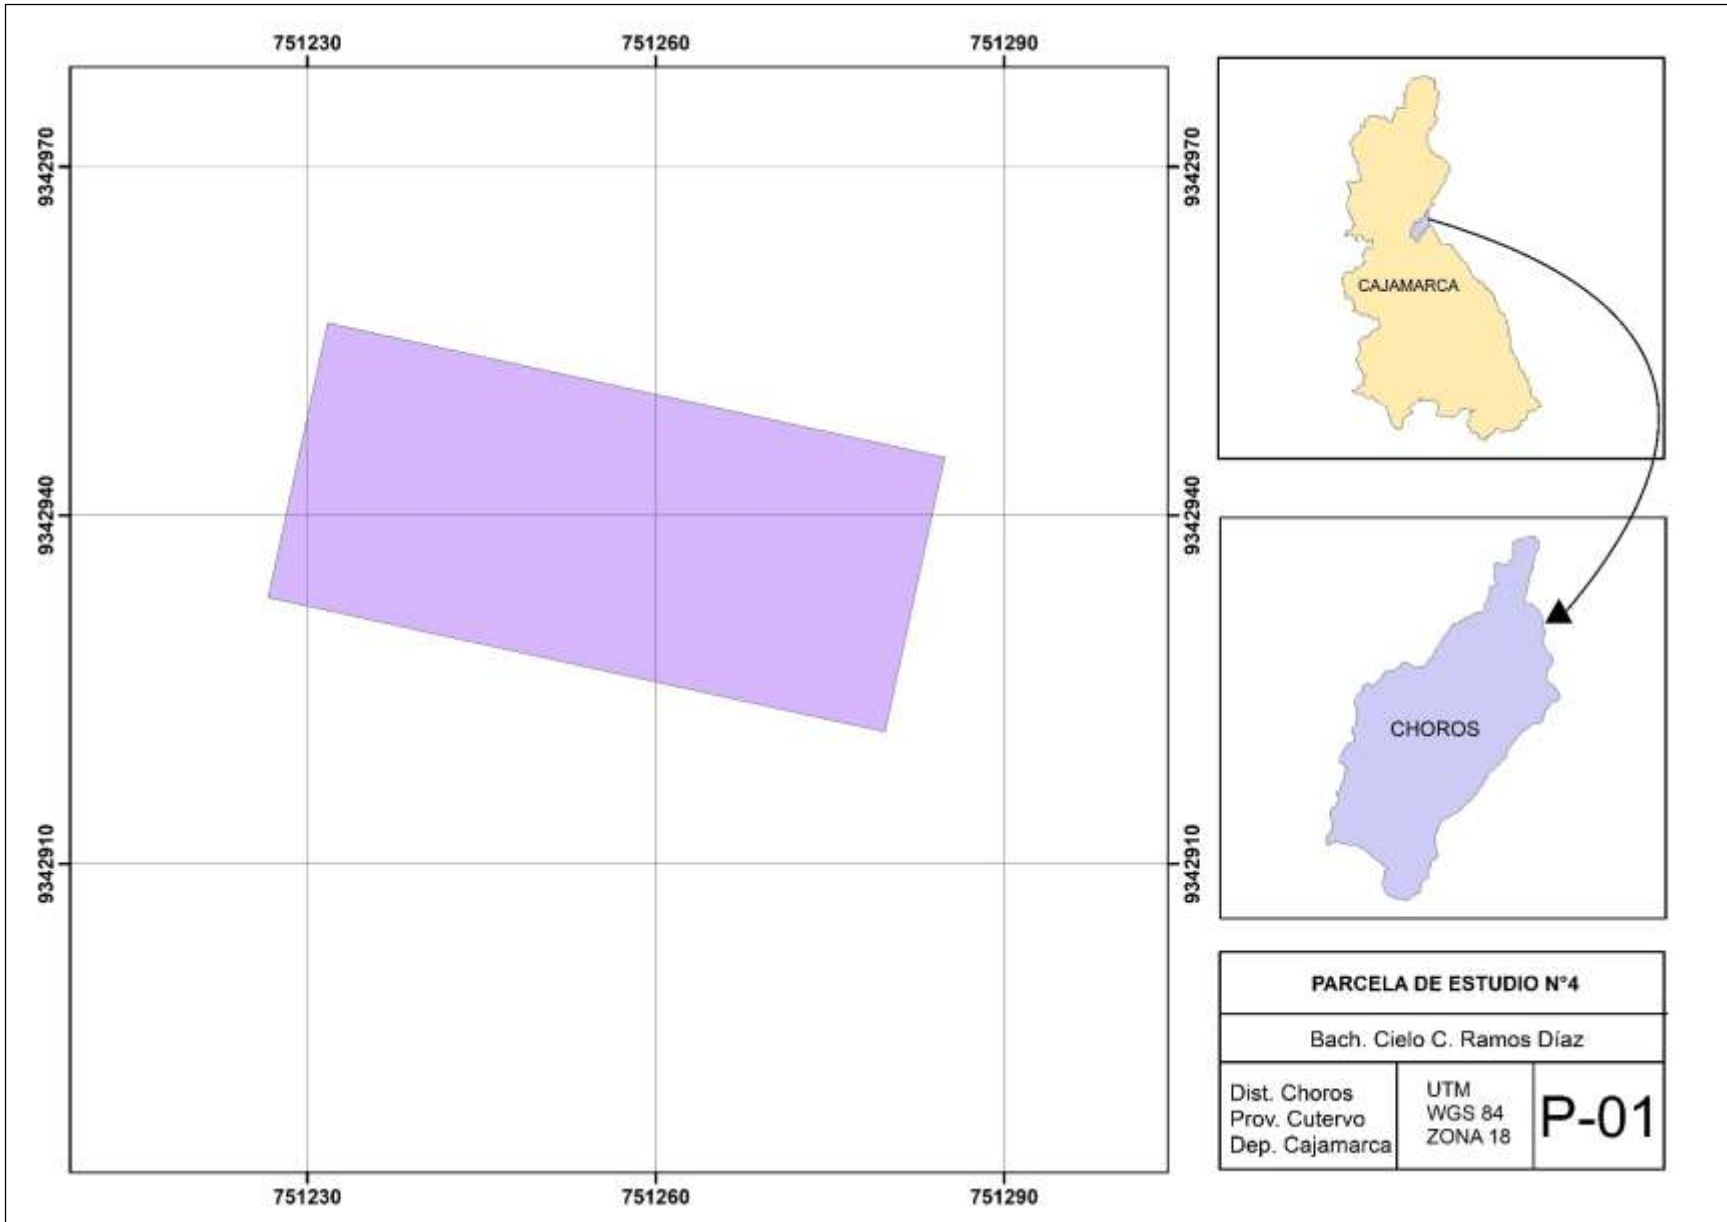 751230
751260
751290
9342970
9342970
9342940
9342940
9342910
9342910
751230
751260
751290
CAJAMARCA
CHOROS
PARCELA DE ESTUDIO N°4
Bach. Cielo C. Ramos Díaz
Dist. Choros
Prov. Cutervo
Dep. Cajamarca
UTM
WGS 84
ZONA 18
P-01